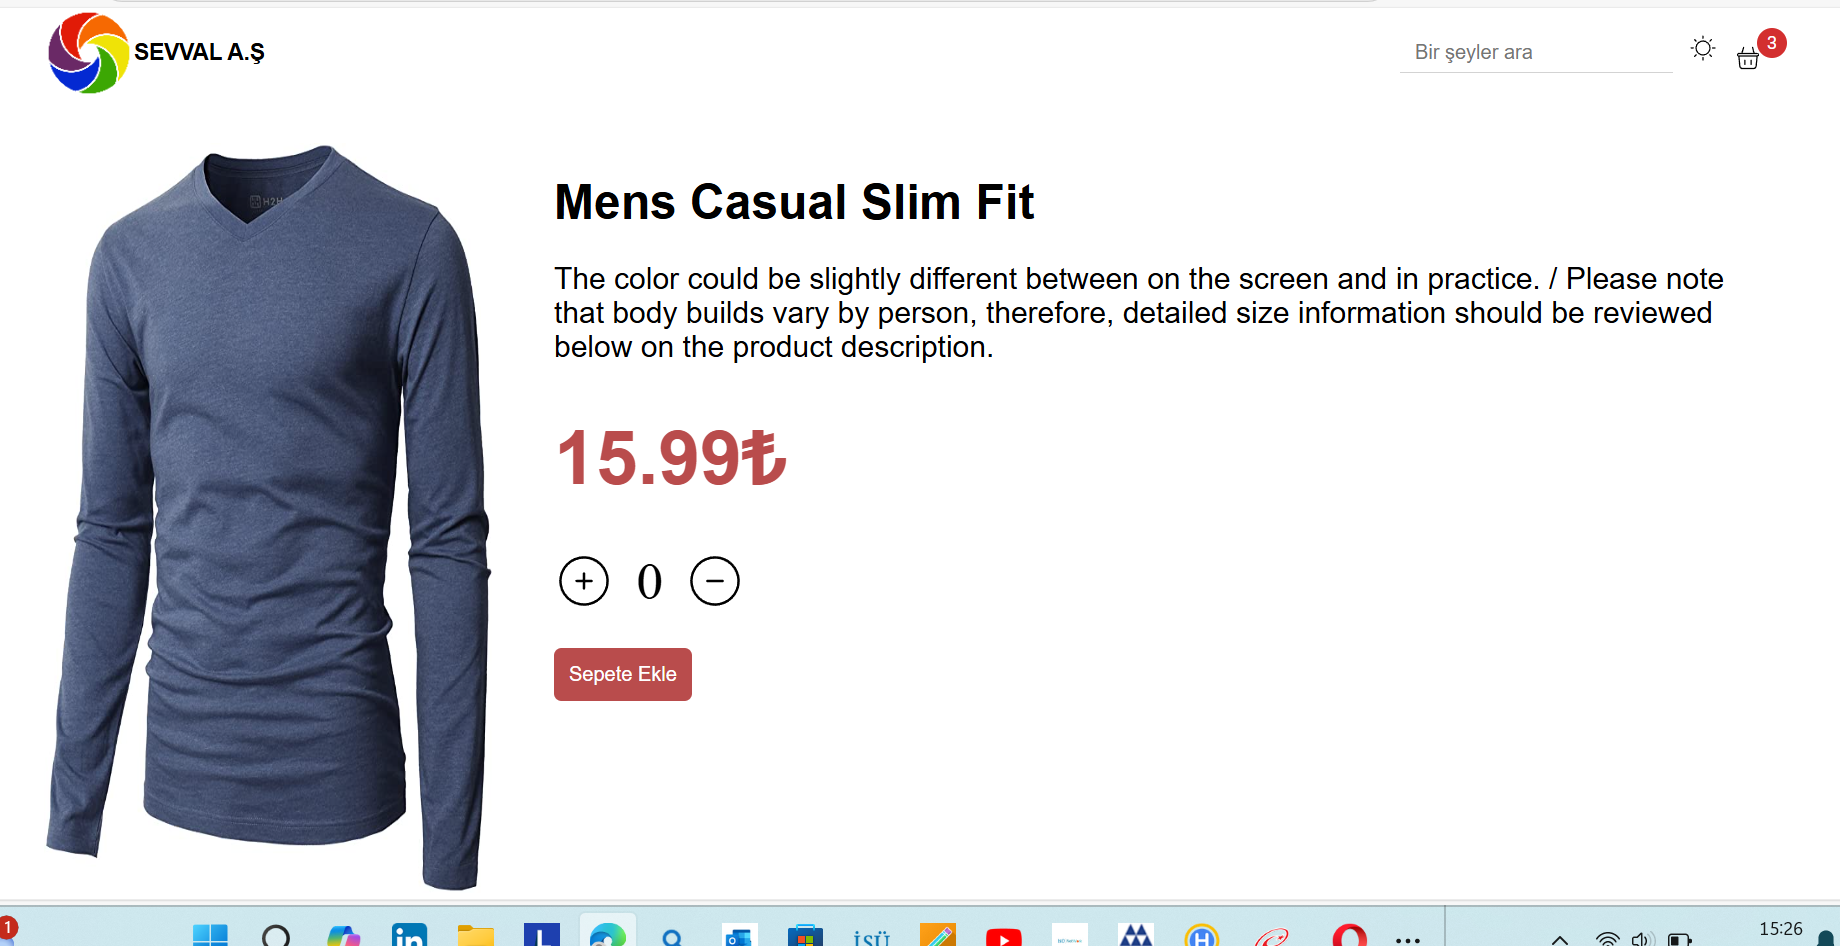 SEVVAL A.Ş
Bir şeyler ara
3
Mens Casual Slim Fit
The color could be slightly different between on the screen and in practice. / Please note
that body builds vary by person, therefore, detailed size information should be reviewed
below on the product description.
15.99₺
+ 0 −
Sepete Ekle
1
in
L
İSÜ
H
15:26